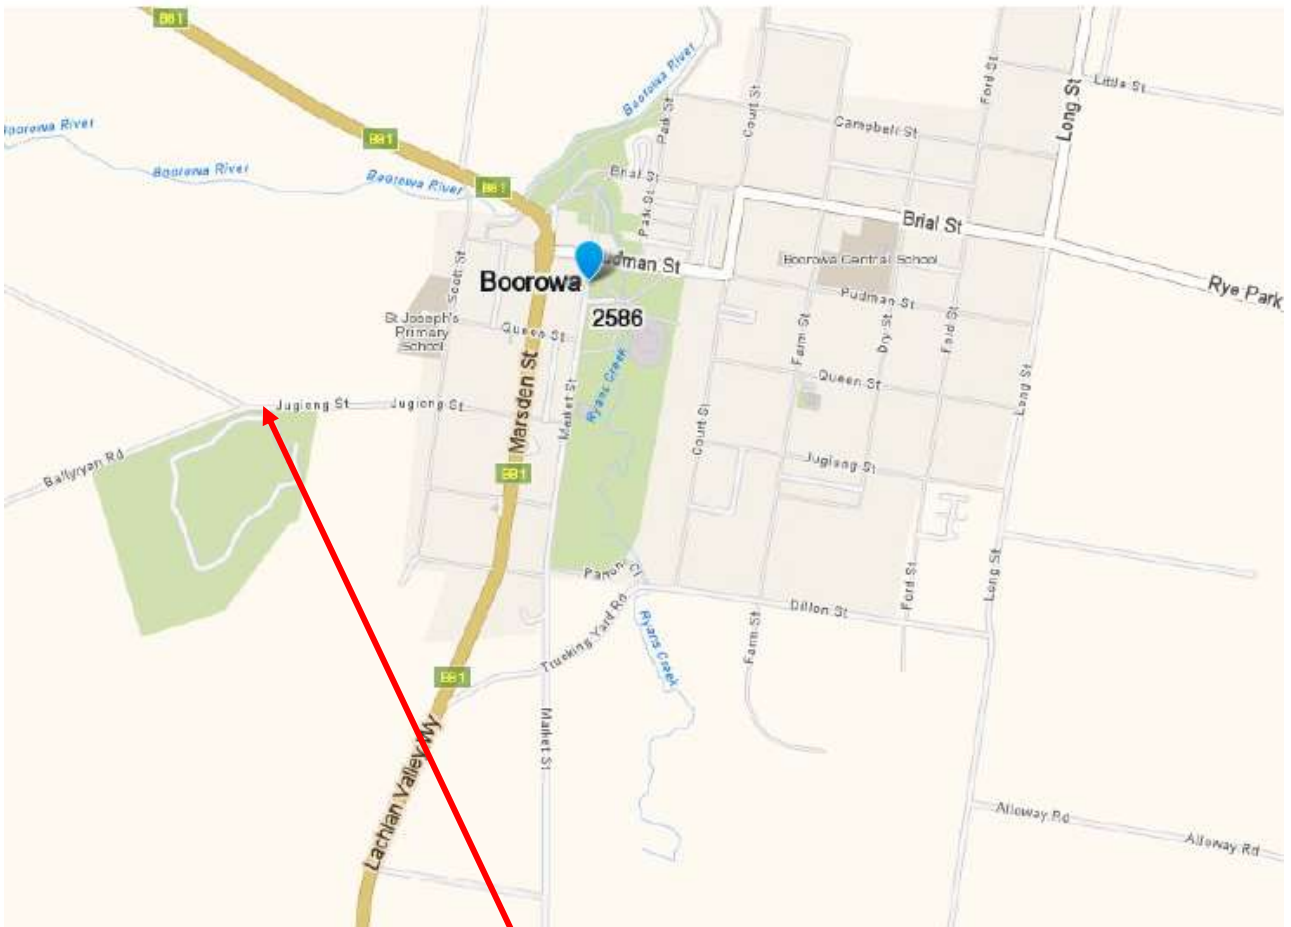 B81
Boorowa River
B81
Boorowa River
Boorowa River
Boorowa River
B81
Park St
Court St
Ford St
Long St
Little St
Campbell St
Brial St
Park St
Brial St
Scott St
Pudman St
Boorowa Central School
Boorowa
Rye Park
2586
Pudman St
St Joseph's
Primary
School
Queen St
Farm St
Dry St
Ford St
Marsden St
Market St
Ryans Creek
Queen St
Long St
Jugiong St
Jugiong St
Court St
Ballyryan Rd
B81
Jugiong St
Dillon St
Ford St
Long St
Trucking Yard Rd
Ryans Creek
Farm St
B81
Market St
Lachlan Valley Wy
Alloway Rd
Alloway Rd